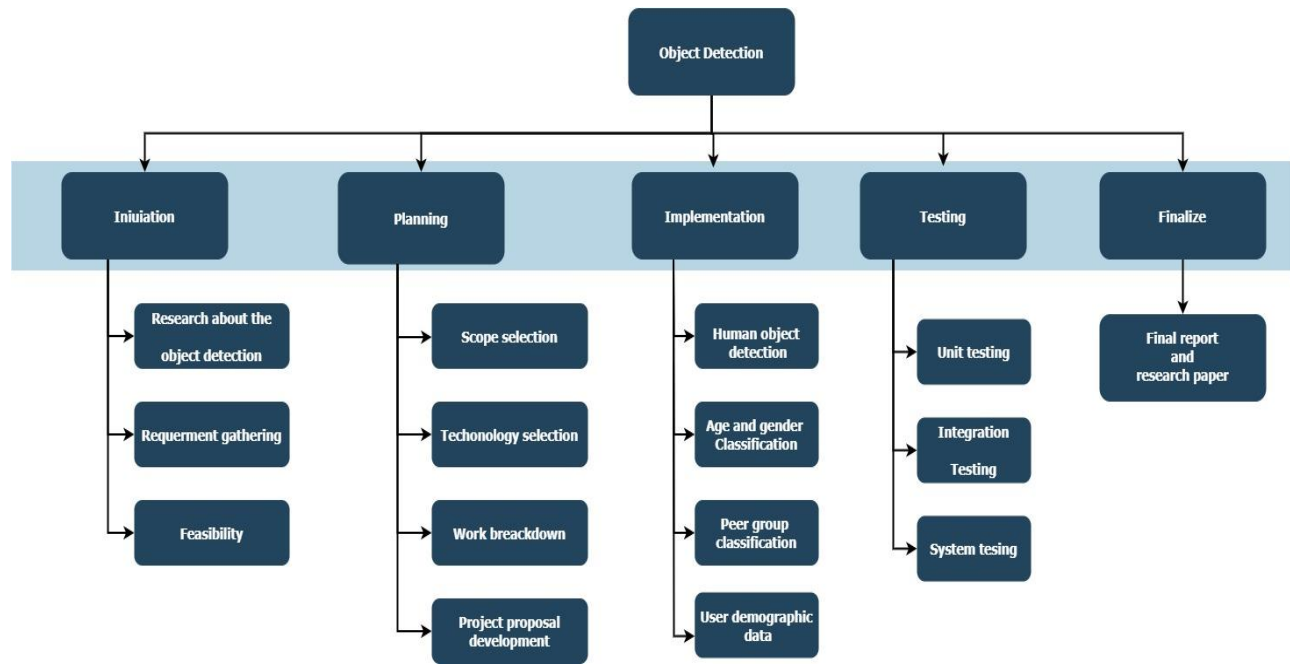 Object Detection
Iniuiation
Planning
Implementation
Testing
Finalize
Research about the
object detection
Requerment gathering
Feasibility
Scope selection
Techonology selection
Work breackdown
Project proposal
development
Human object
detection
Age and gender
Classification
Peer group
classification
User demographic
data
Unit testing
Integration
Testing
System tesing
Final report
and
research paper